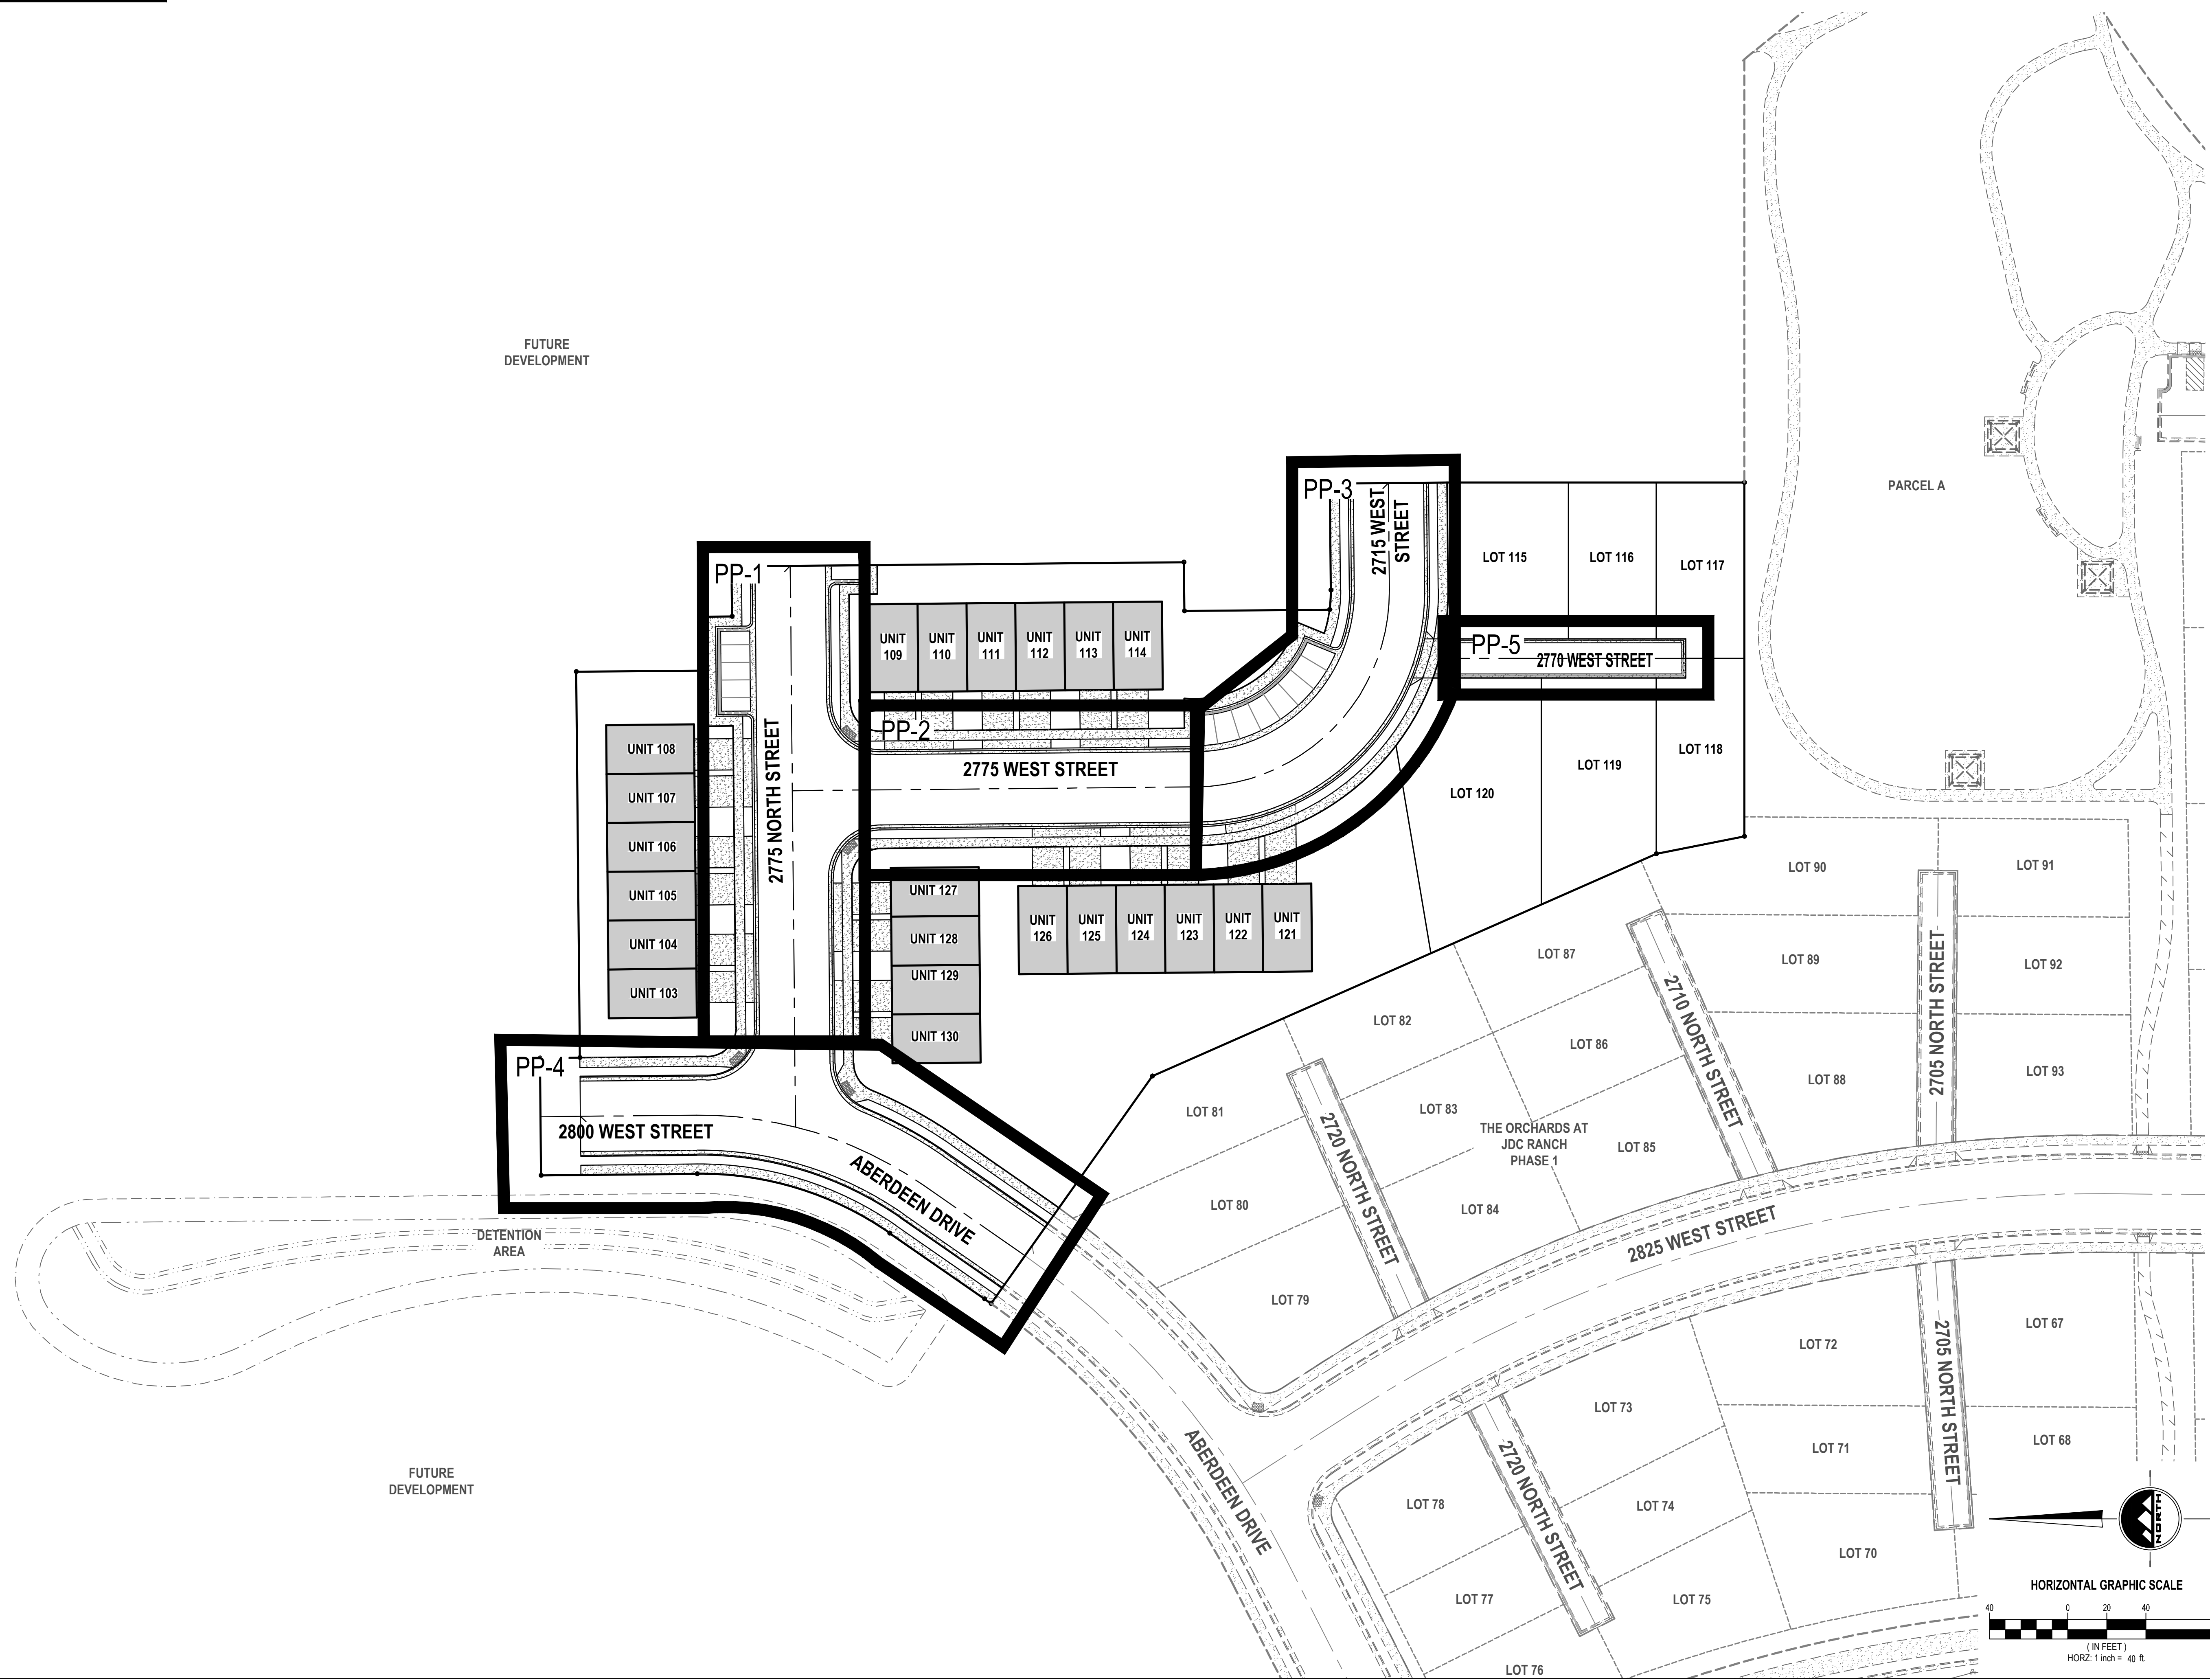 FUTURE
DEVELOPMENT
PARCEL A
PP-3
2715 WEST
STREET
LOT 115
LOT 116
LOT 117
PP-1
UNIT
109
UNIT
110
UNIT
111
UNIT
112
UNIT
113
UNIT
114
PP-5
2770 WEST STREET
PP-2
2775 WEST STREET
2775 NORTH STREET
UNIT 108
UNIT 107
UNIT 106
UNIT 105
UNIT 104
UNIT 103
LOT 118
LOT 119
LOT 120
UNIT 127
UNIT 128
UNIT 129
UNIT 130
UNIT
126
UNIT
125
UNIT
124
UNIT
123
UNIT
122
UNIT
121
LOT 90
LOT 91
LOT 87
LOT 89
LOT 92
2710 NORTH STREET
2705 NORTH STREET
LOT 82
LOT 86
LOT 88
LOT 93
PP-4
2800 WEST STREET
ABERDEEN DRIVE
LOT 81
2720 NORTH STREET
LOT 83
THE ORCHARDS AT
JDC RANCH
PHASE 1
LOT 85
LOT 80
LOT 84
2825 WEST STREET
DETENTION
AREA
LOT 79
LOT 72
LOT 67
2705 NORTH STREET
LOT 73
LOT 71
LOT 68
ABERDEEN DRIVE
FUTURE
DEVELOPMENT
LOT 78
2720 NORTH STREET
LOT 74
LOT 70
NORTH
LOT 77
LOT 75
LOT 76
HORIZONTAL GRAPHIC SCALE
40 0 20 40
( IN FEET )
HORZ: 1 inch = 40 ft.